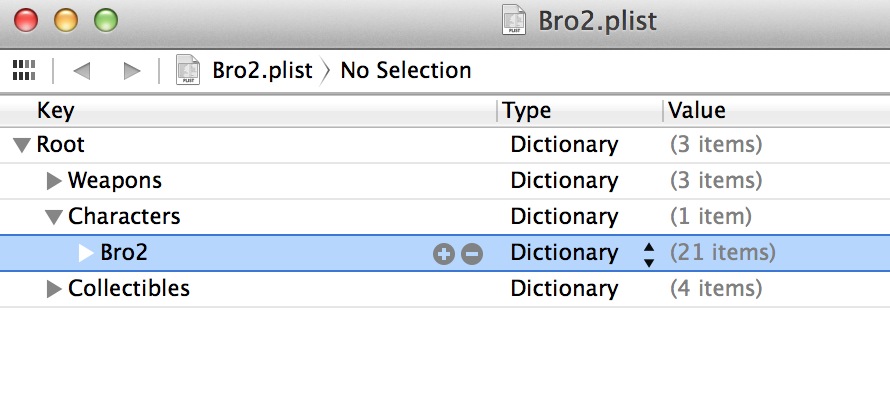 Bro2.plist
Bro2.plist No Selection
Key Type Value
Root Dictionary (3 items)
Weapons Dictionary (3 items)
Characters Dictionary (1 item)
Bro2 Dictionary (21 items)
Collectibles Dictionary (4 items)